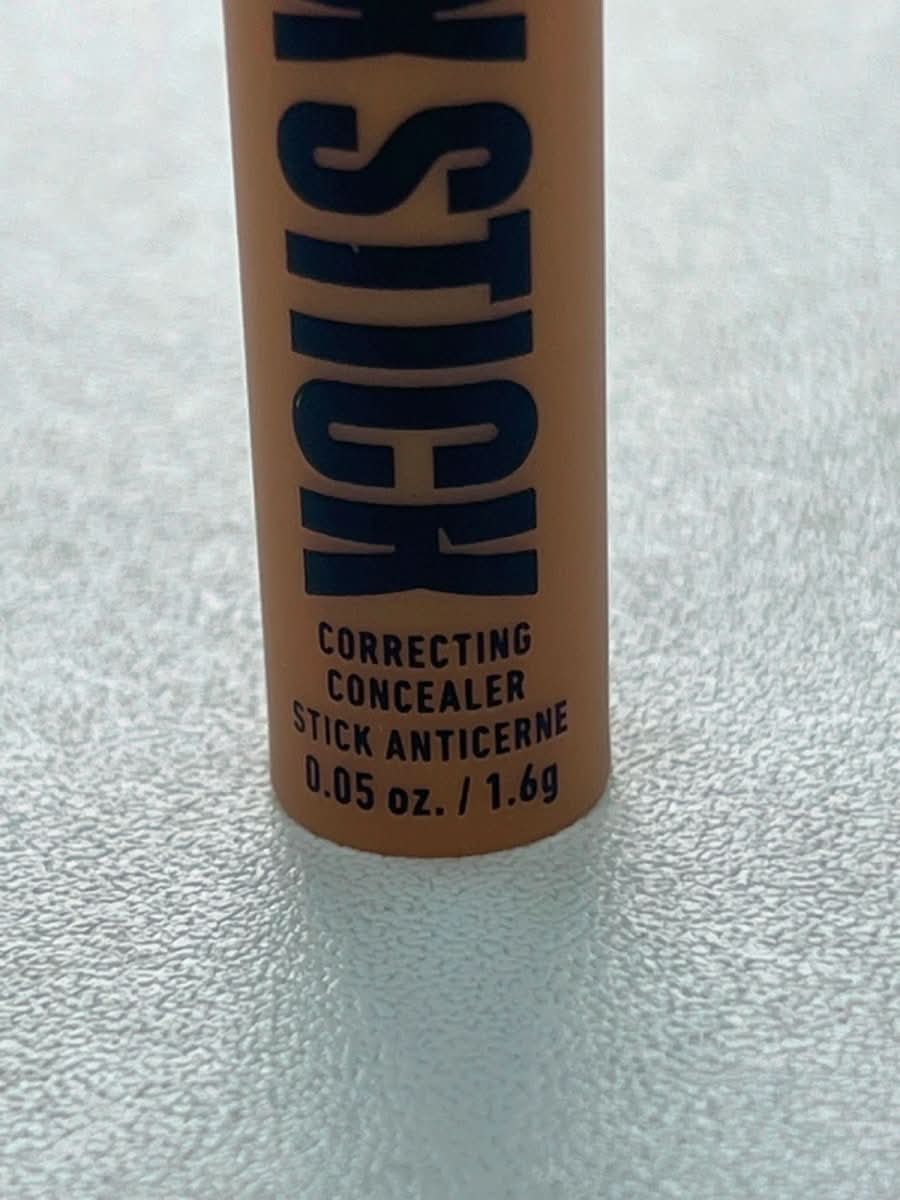 STICK
CORRECTING
CONCEALER
STICK ANTICERNE
0.05 oz. / 1.6g